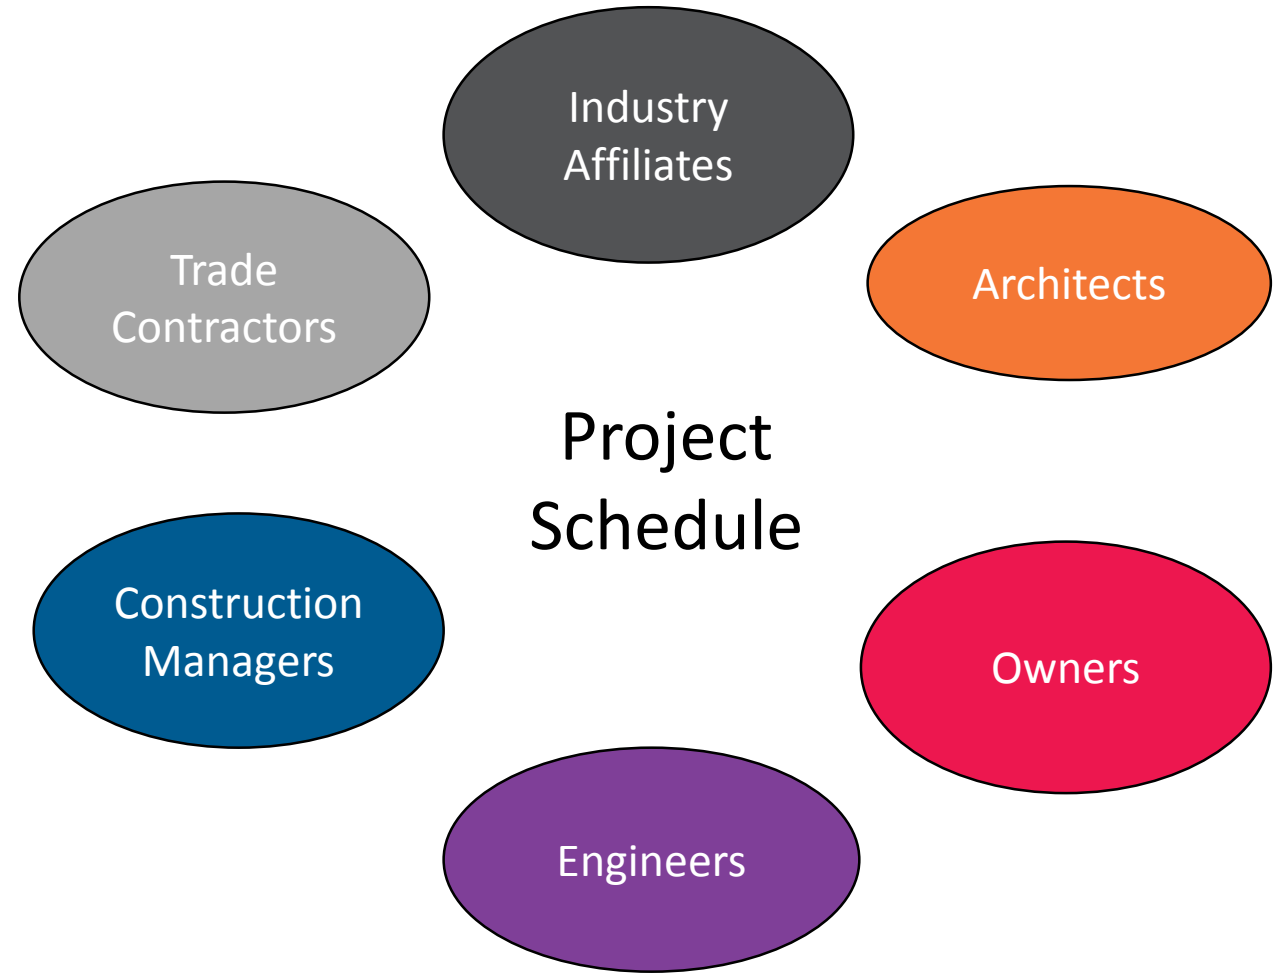 Industry
Affiliates
Trade
Contractors
Architects
Project
Schedule
Construction
Managers
Owners
Engineers